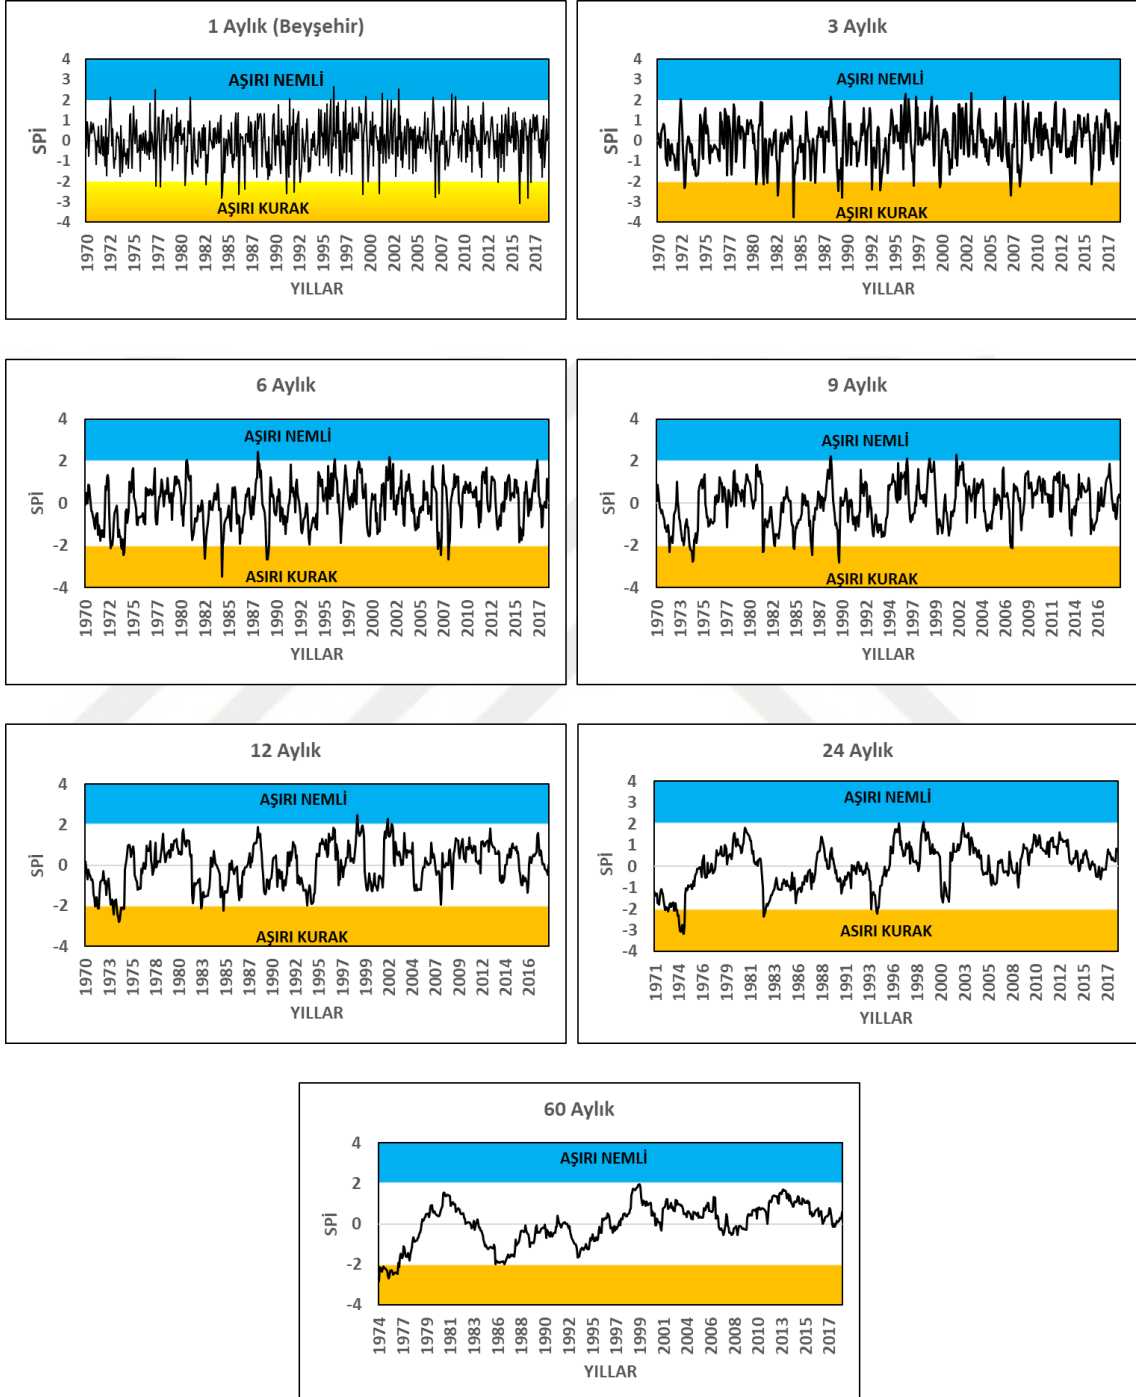 1 Aylık (Beyşehir)
4
3
2
1
0
-1
-2
-3
-4
SPİ
AŞIRI NEMLİ
AŞIRI KURAK
1970 1972 1975 1977 1980 1982 1985 1987 1990 1992 1995 1997 2000 2002 2005 2007 2010 2012 2015 2017
YILLAR
3 Aylık
4
3
2
1
0
-1
-2
-3
-4
SPİ
AŞIRI NEMLİ
AŞIRI KURAK
1970 1972 1975 1977 1980 1982 1985 1987 1990 1992 1995 1997 2000 2002 2005 2007 2010 2012 2015 2017
YILLAR
6 Aylık
4
2
0
-2
-4
SPİ
AŞIRI NEMLİ
ASIRI KURAK
1970 1972 1975 1977 1980 1982 1985 1987 1990 1992 1995 1997 2000 2002 2005 2007 2010 2012 2015 2017
YILLAR
9 Aylık
4
2
0
-2
-4
SPİ
AŞIRI NEMLİ
AŞIRI KURAK
1970 1973 1975 1978 1980 1982 1985 1987 1990 1992 1994 1997 1999 2002 2004 2006 2009 2011 2014 2016
YILLAR
12 Aylık
4
2
0
-2
-4
SPİ
AŞIRI NEMLİ
AŞIRI KURAK
1970 1973 1975 1978 1980 1983 1985 1988 1990 1992 1995 1997 1999 2002 2004 2007 2009 2011 2014 2016
YILLAR
24 Aylık
4
3
2
1
0
-1
-2
-3
-4
SPİ
AŞIRI NEMLİ
ASIRI KURAK
1971 1974 1976 1979 1981 1983 1986 1988 1991 1993 1996 1998 2000 2003 2005 2008 2010 2012 2015 2017
YILLAR
60 Aylık
4
2
0
-2
-4
SPİ
AŞIRI NEMLİ
1974 1977 1979 1981 1983 1986 1988 1990 1992 1995 1997 1999 2001 2004 2006 2008 2010 2013 2015 2017
YILLAR